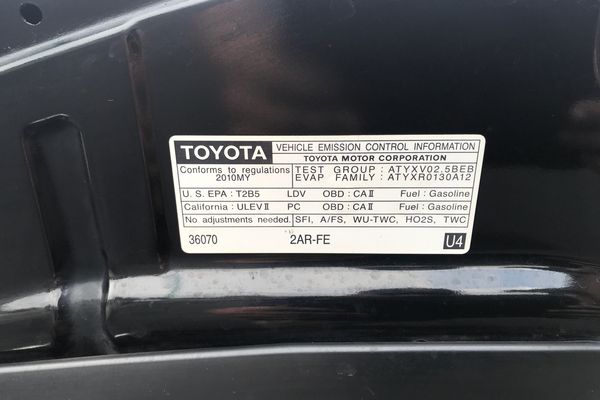 TOYOTA VEHICLE EMISSION CONTROL INFORMATION
TOYOTA MOTOR CORPORATION
Conforms to regulations TEST GROUP : ATYXV02.5BEB
2010MY EVAP FAMILY : ATYXR0130A12
U. S. EPA : T2B5 LDV OBD : CAⅡ Fuel : Gasoline
California : ULEVⅡ PC OBD : CAⅡ Fuel : Gasoline
No adjustments needed. SFI, A/FS, WU-TWC, HO2S, TWC
36070 2AR-FE U4